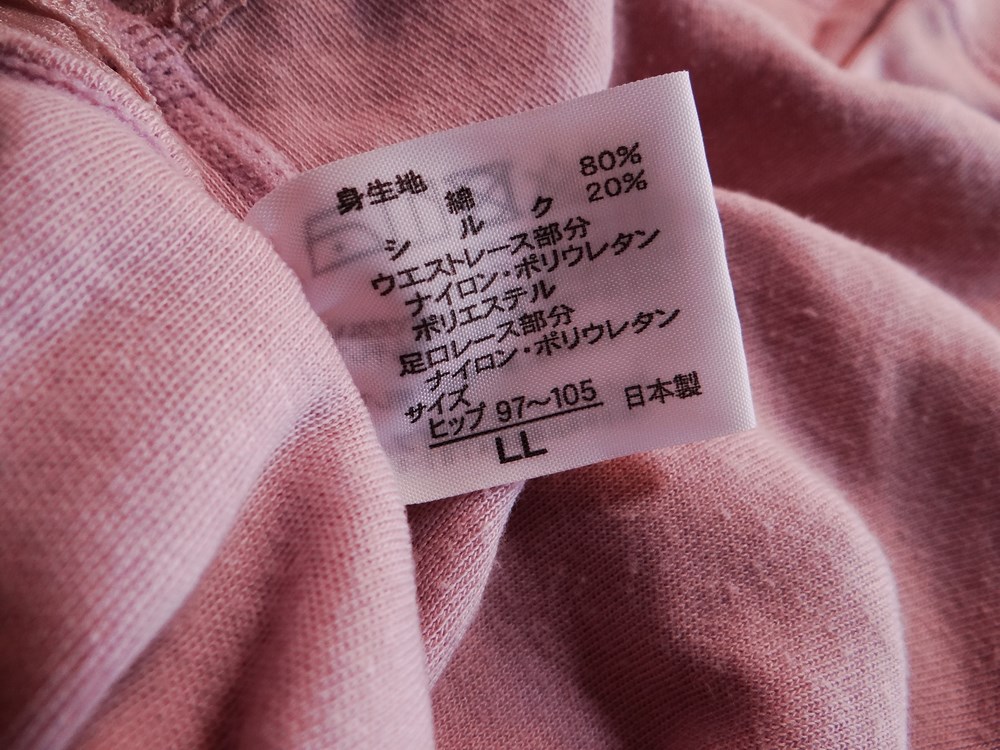 身生地
綿 80%
シルク 20%
ウエストレース部分
ナイロン・ポリウレタン
ポリエステル
足口レース部分
ナイロン・ポリウレタン
サイズ
ヒップ 97〜105 日本製
LL